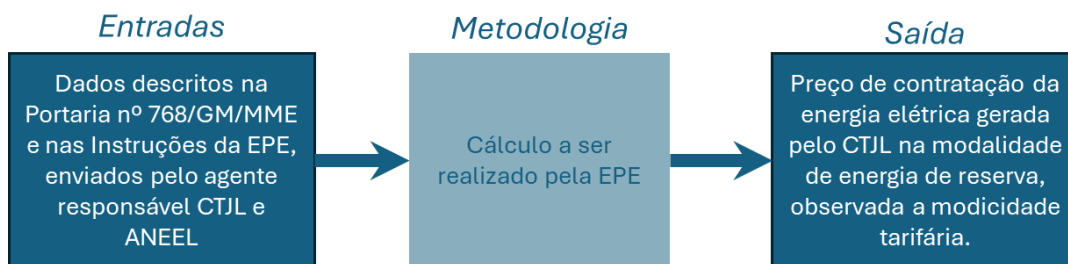 Entradas
Dados descritos na
Portaria nº 768/GM/MME
e nas Instruções da EPE,
enviados pelo agente
responsável CTJL e
ANEEL
Metodologia
Cálculo a ser
realizado pela EPE
Saída
Preço de contratação da
energia elétrica gerada
pelo CTJL na modalidade
de energia de reserva,
observada a modicidade
tarifária.